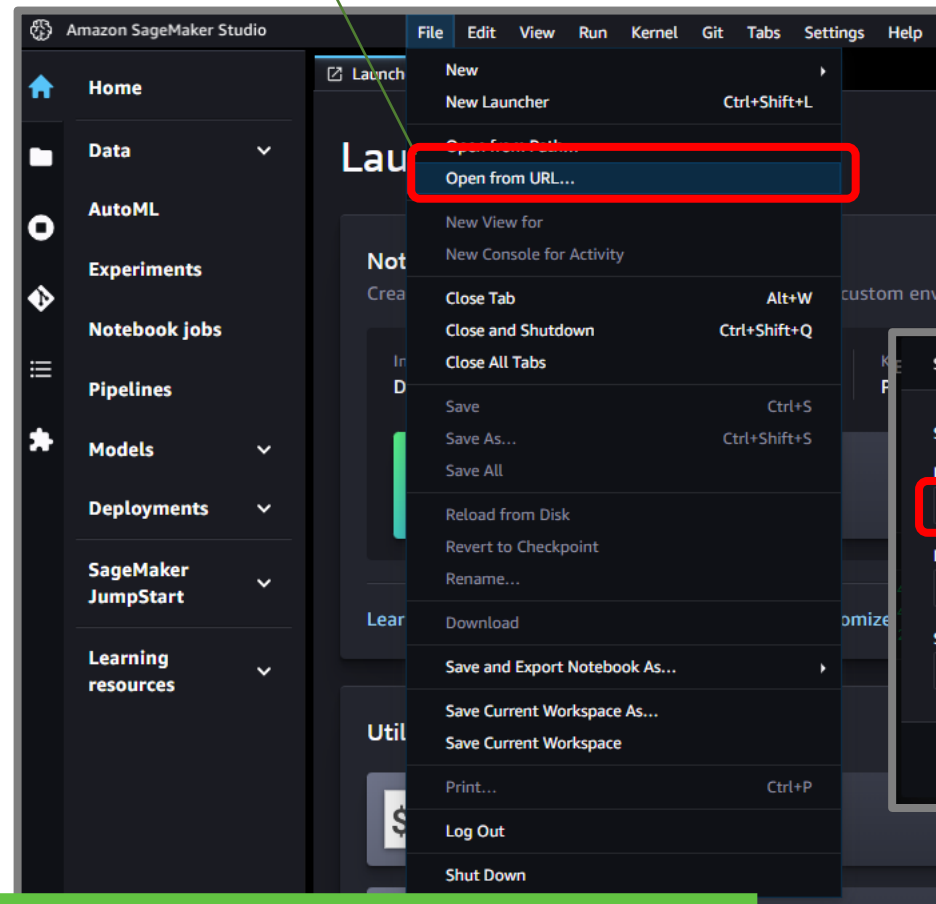 Amazon SageMaker Studio
File Edit View Run Kernel Git Tabs Settings Help
Home
Data
AutoML
Experiments
Notebook jobs
Pipelines
Models
Deployments
SageMaker
JumpStart
Learning
resources
Launch
Lau
Not
Crea
custom env
In
D
K
F
Lear
omize
Util
$
New
New Launcher Ctrl+Shift+L
Open from Path...
Open from URL...
New View for
New Console for Activity
Close Tab Alt+W
Close and Shutdown Ctrl+Shift+Q
Close All Tabs
Save Ctrl+S
Save As... Ctrl+Shift+S
Save All
Reload from Disk
Revert to Checkpoint
Rename...
Download
Save and Export Notebook As...
Save Current Workspace As...
Save Current Workspace
Print... Ctrl+P
Log Out
Shut Down